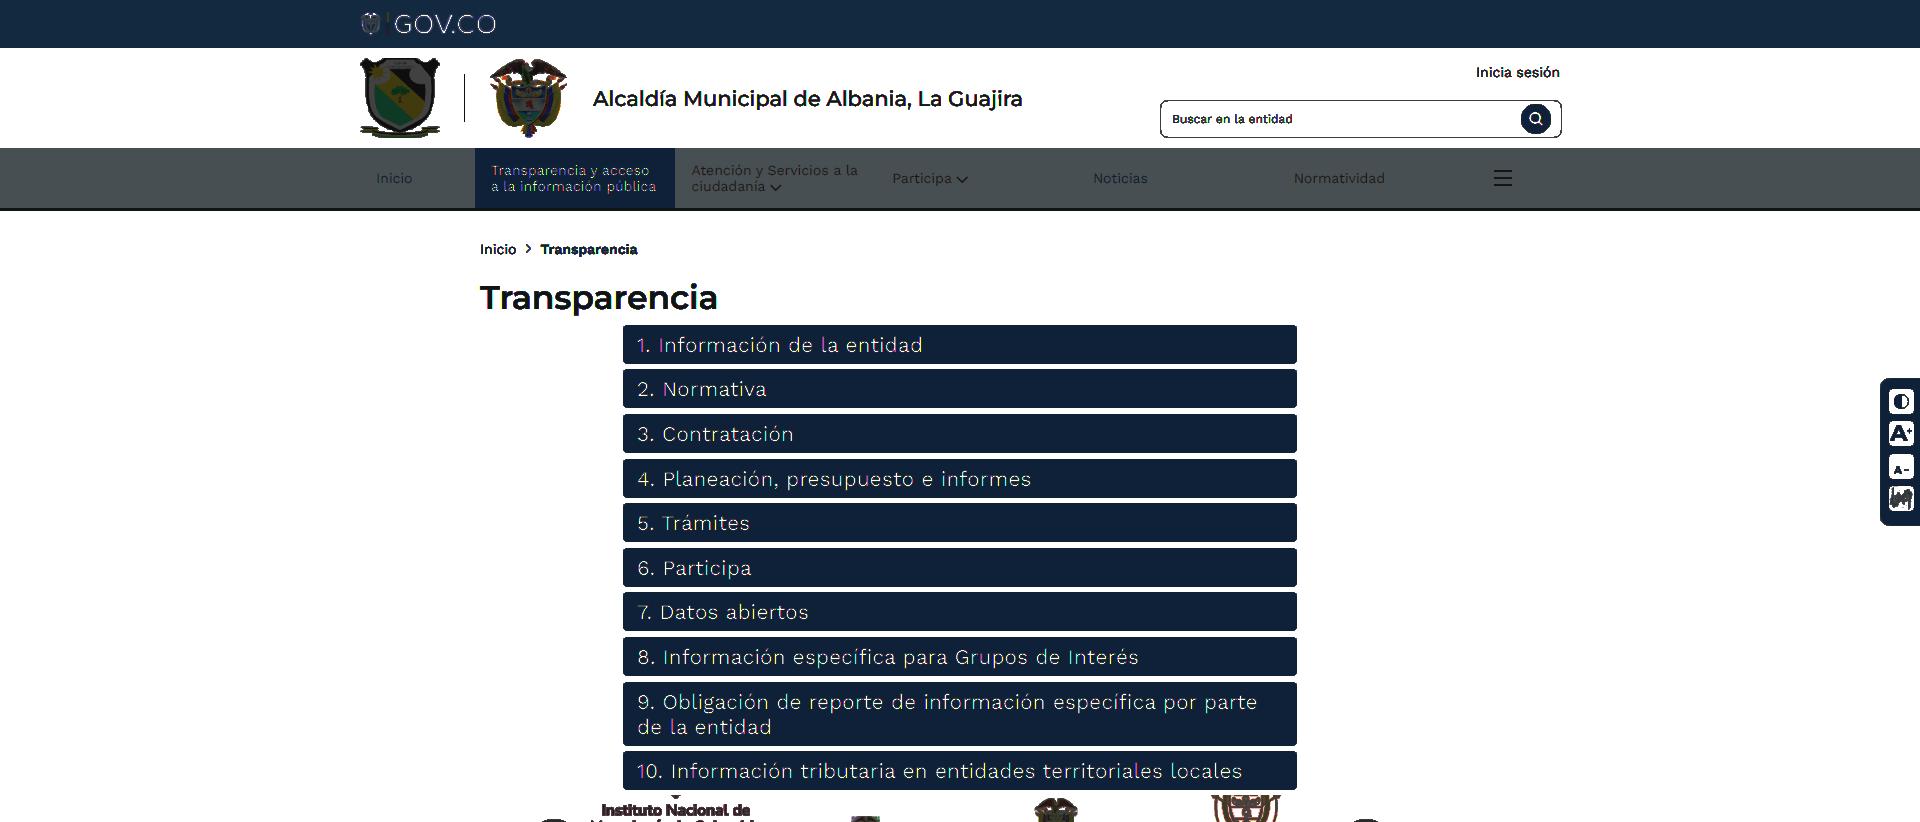 GOV.CO
Alcaldía Municipal de Albania, La Guajira
Inicia sesión
Buscar en la entidad
Inicio
Transparencia y acceso
a la información pública
Atención y Servicios a la
ciudadanía
Participa
Noticias
Normatividad
Inicio > Transparencia
Transparencia
1. Información de la entidad
2. Normativa
3. Contratación
4. Planeación, presupuesto e informes
5. Trámites
6. Participa
7. Datos abiertos
8. Información específica para Grupos de Interés
9. Obligación de reporte de información específica por parte
de la entidad
10. Información tributaria en entidades territoriales locales
A+
A-
Instituto Nacional de